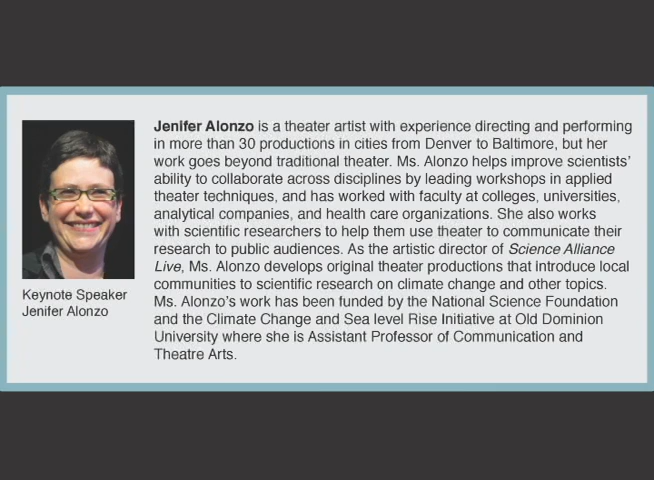 Jenifer Alonzo is a theater artist with experience directing and performing
in more than 30 productions in cities from Denver to Baltimore, but her
work goes beyond traditional theater. Ms. Alonzo helps improve scientists’
ability to collaborate across disciplines by leading workshops in applied
theater techniques, and has worked with faculty at colleges, universities,
analytical companies, and health care organizations. She also works
with scientific researchers to help them use theater to communicate their
research to public audiences. As the artistic director of Science Alliance
Live, Ms. Alonzo develops original theater productions that introduce local
communities to scientific research on climate change and other topics.
Ms. Alonzo’s work has been funded by the National Science Foundation
and the Climate Change and Sea level Rise Initiative at Old Dominion
University where she is Assistant Professor of Communication and
Theatre Arts.
Keynote Speaker
Jenifer Alonzo